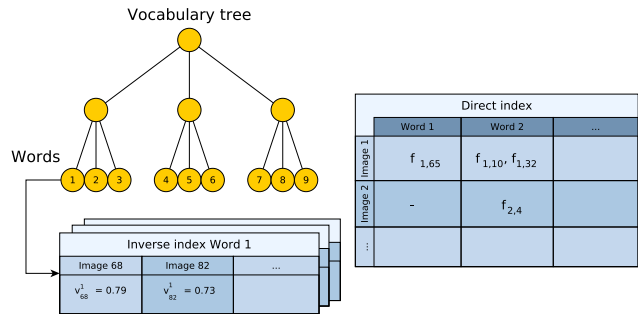 Vocabulary tree
Words
1 2 3 4 5 6 7 8 9
Inverse index Word 1
Image 68 Image 82 ...
v¹₆₈ = 0.79 v¹₈₂ = 0.73
Direct index
Word 1 Word 2 ...
Image 1 f₁,₆₅ f₁,₁₀, f₁,₃₂
Image 2 - f₂,₄
...